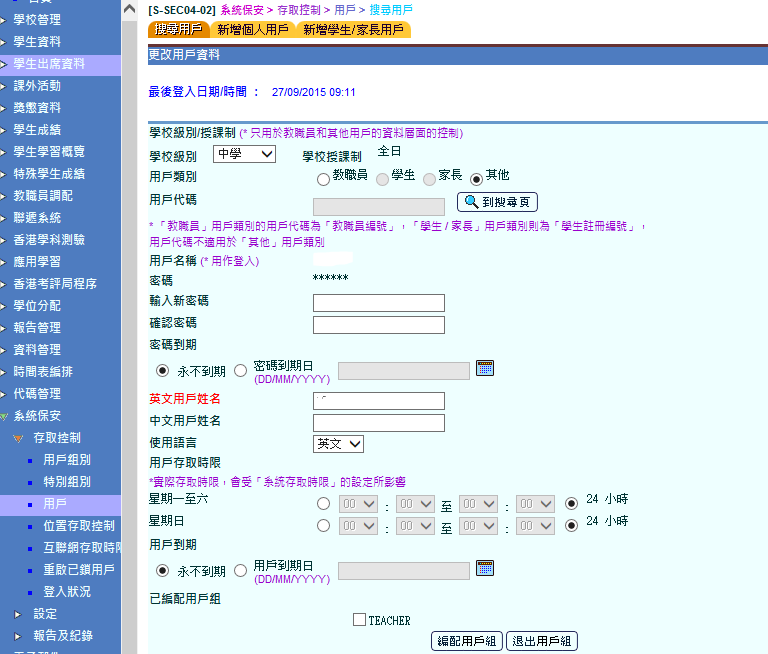 學校管理
學生資料
學生出席資料
課外活動
獎懲資料
學生成績
學生學習概覽
特殊學生成績
教職員調配
聯遞系統
香港學科測驗
應用學習
香港考評局程序
學位分配
報告管理
資料管理
時間表編排
代碼管理
系統保安
存取控制
用戶組別
特別組別
用戶
位置存取控制
互聯網存取時限
重啟已鎖用戶
登入狀況
設定
報告及紀錄
[S-SEC04-02] 系統保安 > 存取控制 > 用戶 > 搜尋用戶
搜尋用戶 新增個人用戶 新增學生/家長用戶
更改用戶資料
最後登入日期/時間 : 27/09/2015 09:11
學校級別/授課制 (* 只用於教職員和其他用戶的資料層面的控制)
學校級別 中學 學校授課制 全日
用戶類別 教職員 學生 家長 其他
用戶代碼 到搜尋頁
* 「教職員」用戶類別的用戶代碼為「教職員編號」, 「學生 / 家長」用戶類別則為「學生註冊編號」,
用戶代碼不適用於「其他」用戶類別
用戶名稱 (* 用作登入)
密碼 ******
輸入新密碼
確認密碼
密碼到期
永不到期 密碼到期日
(DD/MM/YYYY)
英文用戶姓名
中文用戶姓名
使用語言 英文
用戶存取時限
*實際存取時限，會受「系統存取時限」的設定所影響
星期一至六 00 : 00 至 00 : 00 24 小時
星期日 00 : 00 至 00 : 00 24 小時
用戶到期
永不到期 用戶到期日
(DD/MM/YYYY)
已編配用戶組
TEACHER
編配用戶組 退出用戶組